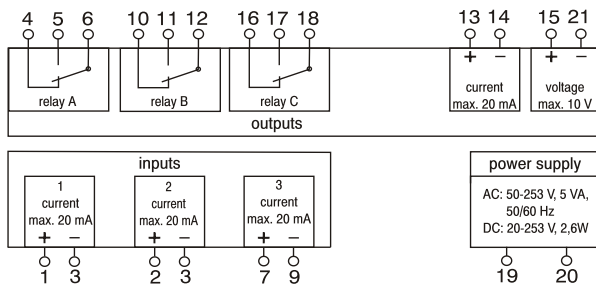 4 5 6 10 11 12 16 17 18 13 14 15 21
+ − + −
relay A relay B relay C
current
max. 20 mA
voltage
max. 10 V
outputs
inputs
1
current
max. 20 mA
+ −
2
current
max. 20 mA
+ −
3
current
max. 20 mA
+ −
1 3 2 3 7 9
power supply
AC: 50-253 V, 5 VA,
50/60 Hz
DC: 20-253 V, 2,6W
19 20